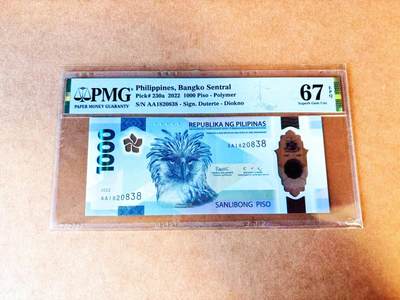 PMG
PAPER MONEY GUARANTY
Philippines, Bangko Sentral
Pick# 230a 2022 1000 Piso - Polymer
S/N AA1820838 - Sign. Duterte - Diokno
67 EPQ
Superb Gem Unc
REPUBLIKA NG PILIPINAS
1000
AA1820838
2022
AA1820838
SANLIBONG PISO